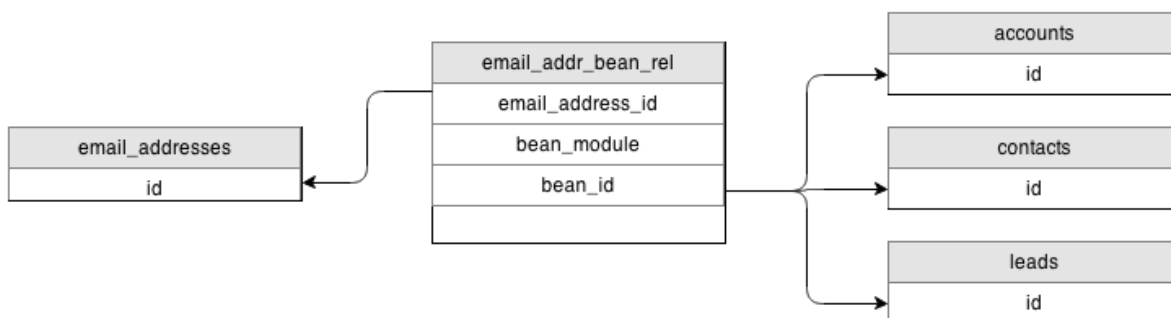 email_addresses
id
email_addr_bean_rel
email_address_id
bean_module
bean_id
accounts
id
contacts
id
leads
id